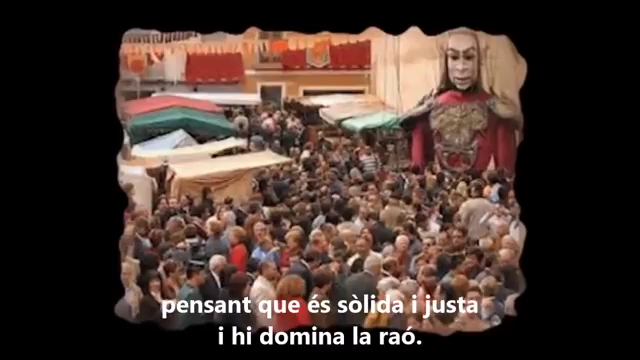 pensant que és sòlida i justa
i hi domina la raó.